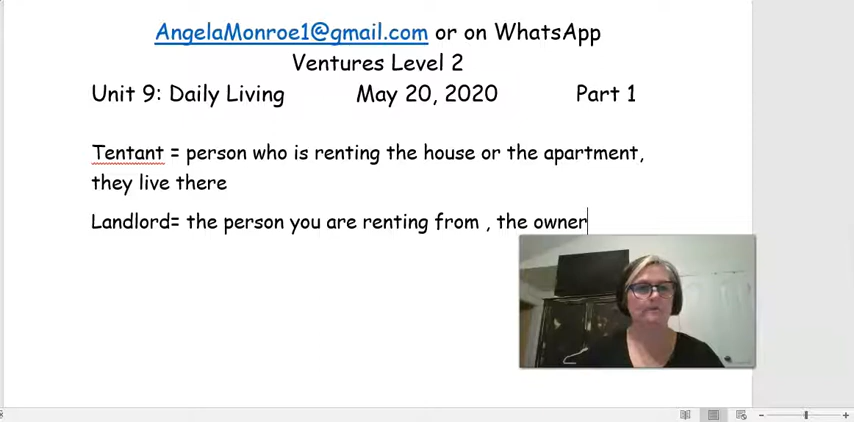 AngelaMonroe1@gmail.com or on WhatsApp
Ventures Level 2
Unit 9: Daily Living May 20, 2020 Part 1
Tentant = person who is renting the house or the apartment,
they live there
Landlord= the person you are renting from , the owner